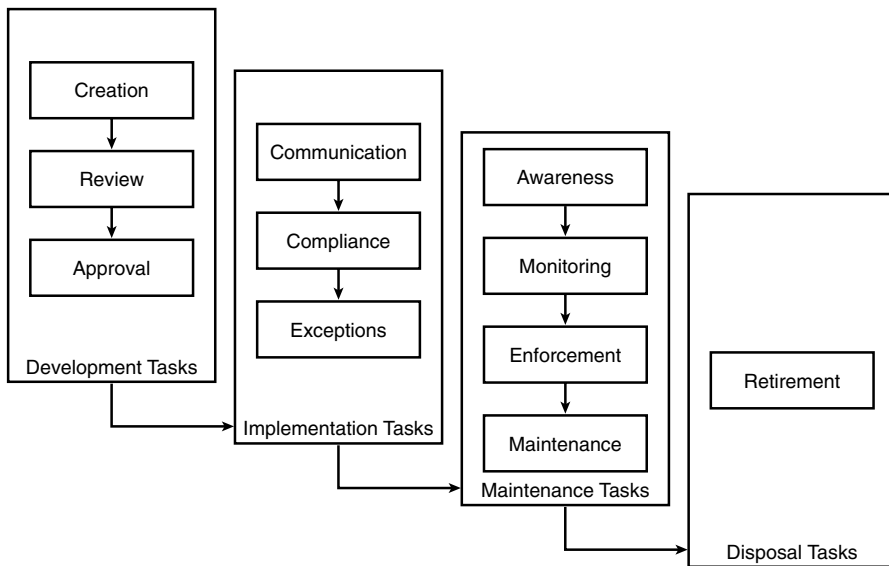 Creation
Review
Approval
Development Tasks
Communication
Compliance
Exceptions
Implementation Tasks
Awareness
Monitoring
Enforcement
Maintenance
Maintenance Tasks
Retirement
Disposal Tasks